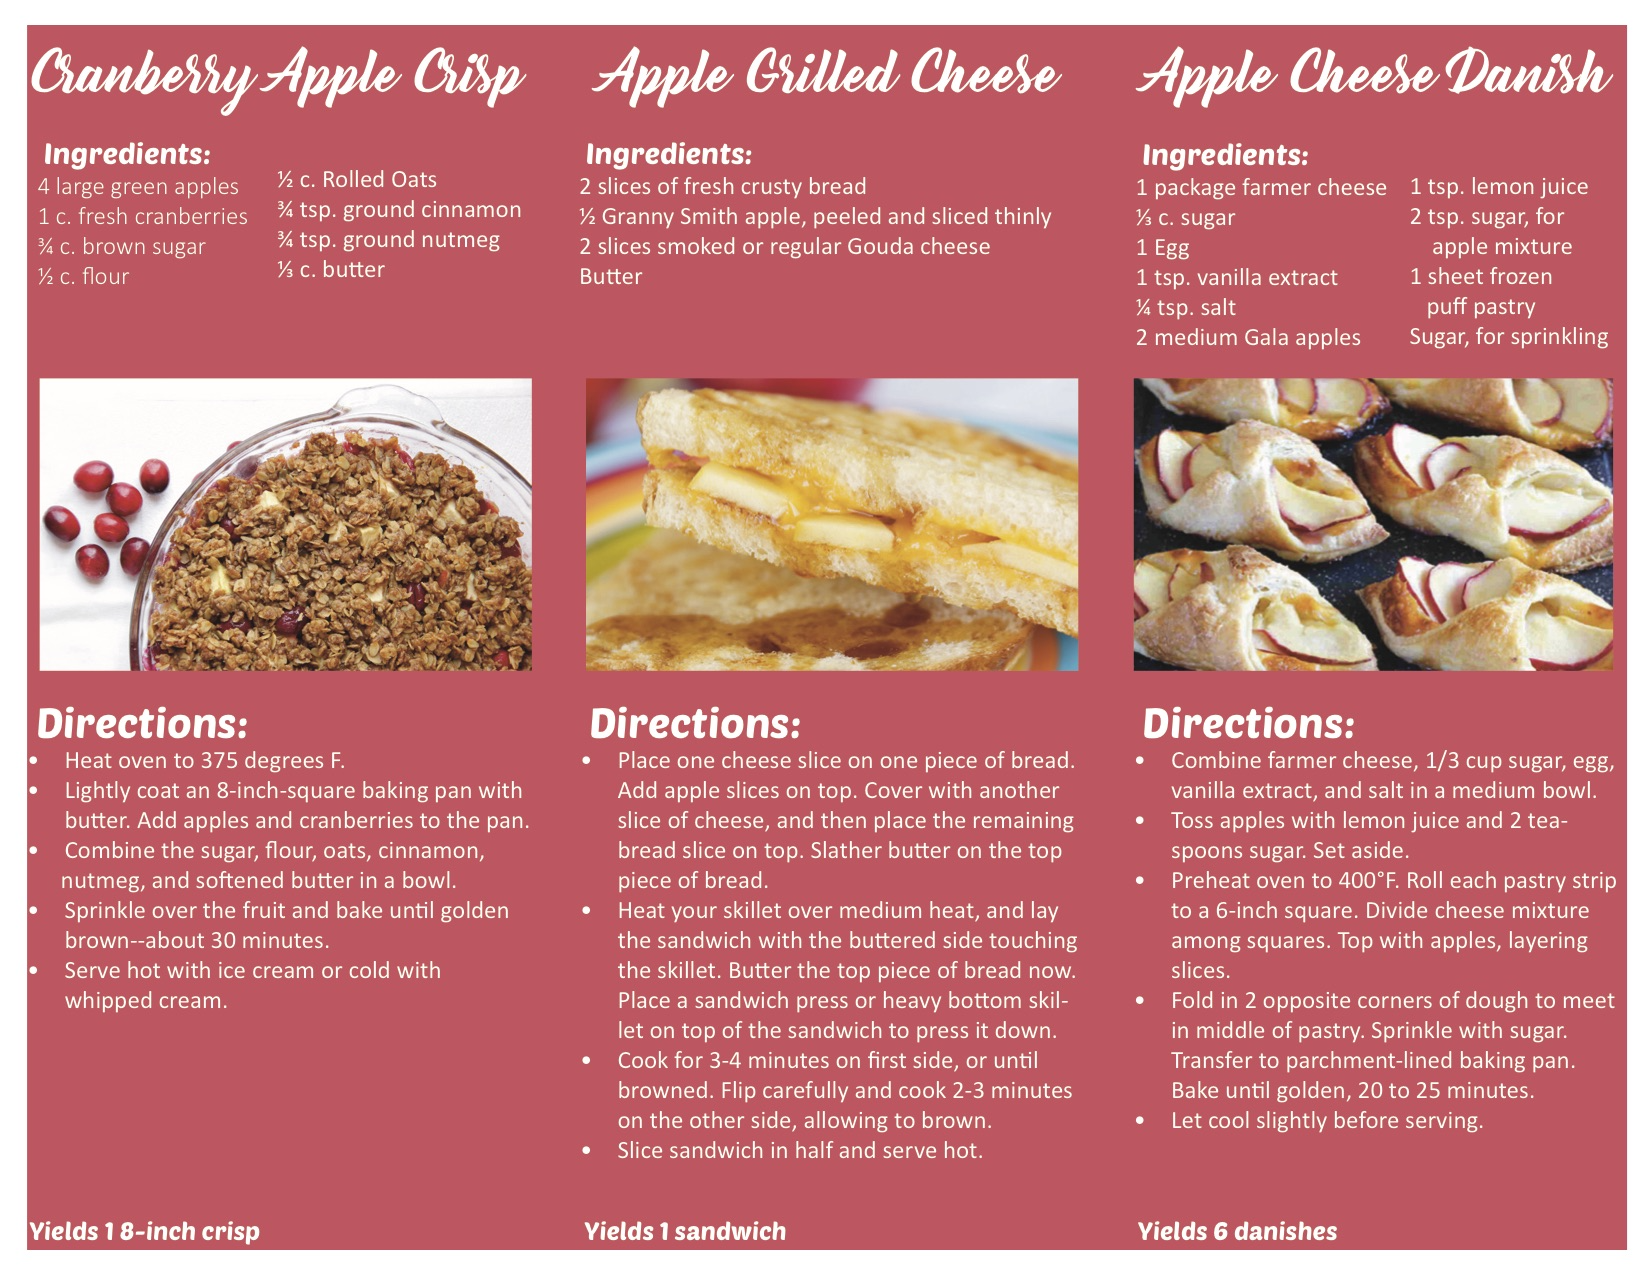 Cranberry Apple Crisp
Ingredients:
4 large green apples
1 c. fresh cranberries
¾ c. brown sugar
½ c. flour
½ c. Rolled Oats
¾ tsp. ground cinnamon
¾ tsp. ground nutmeg
⅓ c. butter
Directions:
• Heat oven to 375 degrees F.
• Lightly coat an 8-inch-square baking pan with
butter. Add apples and cranberries to the pan.
• Combine the sugar, flour, oats, cinnamon,
nutmeg, and softened butter in a bowl.
• Sprinkle over the fruit and bake until golden
brown--about 30 minutes.
• Serve hot with ice cream or cold with
whipped cream.
Yields 1 8-inch crisp
Apple Grilled Cheese
Ingredients:
2 slices of fresh crusty bread
½ Granny Smith apple, peeled and sliced thinly
2 slices smoked or regular Gouda cheese
Butter
Directions:
• Place one cheese slice on one piece of bread.
Add apple slices on top. Cover with another
slice of cheese, and then place the remaining
bread slice on top. Slather butter on the top
piece of bread.
• Heat your skillet over medium heat, and lay
the sandwich with the buttered side touching
the skillet. Butter the top piece of bread now.
Place a sandwich press or heavy bottom skil-
let on top of the sandwich to press it down.
• Cook for 3-4 minutes on first side, or until
browned. Flip carefully and cook 2-3 minutes
on the other side, allowing to brown.
• Slice sandwich in half and serve hot.
Yields 1 sandwich
Apple Cheese Danish
Ingredients:
1 package farmer cheese
⅓ c. sugar
1 Egg
1 tsp. vanilla extract
¼ tsp. salt
2 medium Gala apples
1 tsp. lemon juice
2 tsp. sugar, for
apple mixture
1 sheet frozen
puff pastry
Sugar, for sprinkling
Directions:
• Combine farmer cheese, 1/3 cup sugar, egg,
vanilla extract, and salt in a medium bowl.
• Toss apples with lemon juice and 2 tea-
spoons sugar. Set aside.
• Preheat oven to 400°F. Roll each pastry strip
to a 6-inch square. Divide cheese mixture
among squares. Top with apples, layering
slices.
• Fold in 2 opposite corners of dough to meet
in middle of pastry. Sprinkle with sugar.
Transfer to parchment-lined baking pan.
Bake until golden, 20 to 25 minutes.
• Let cool slightly before serving.
Yields 6 danishes